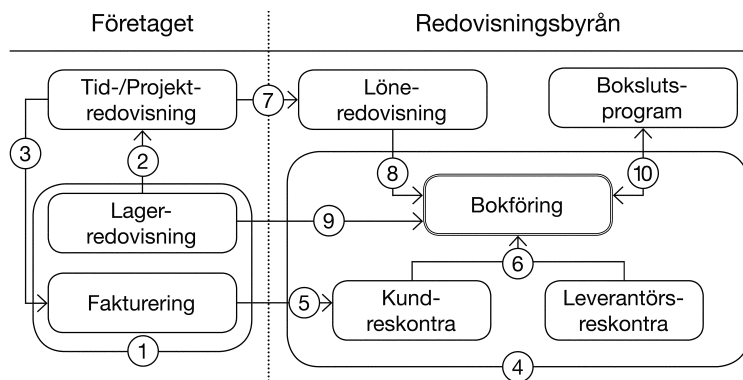 Företaget
Redovisningsbyrån
Tid-/Projekt-
redovisning
7
Löne-
redovisning
Boksluts-
program
3
2
8
10
Lager-
redovisning
9
Bokföring
6
Fakturering
5
Kund-
reskontra
Leverantörs-
reskontra
1
4